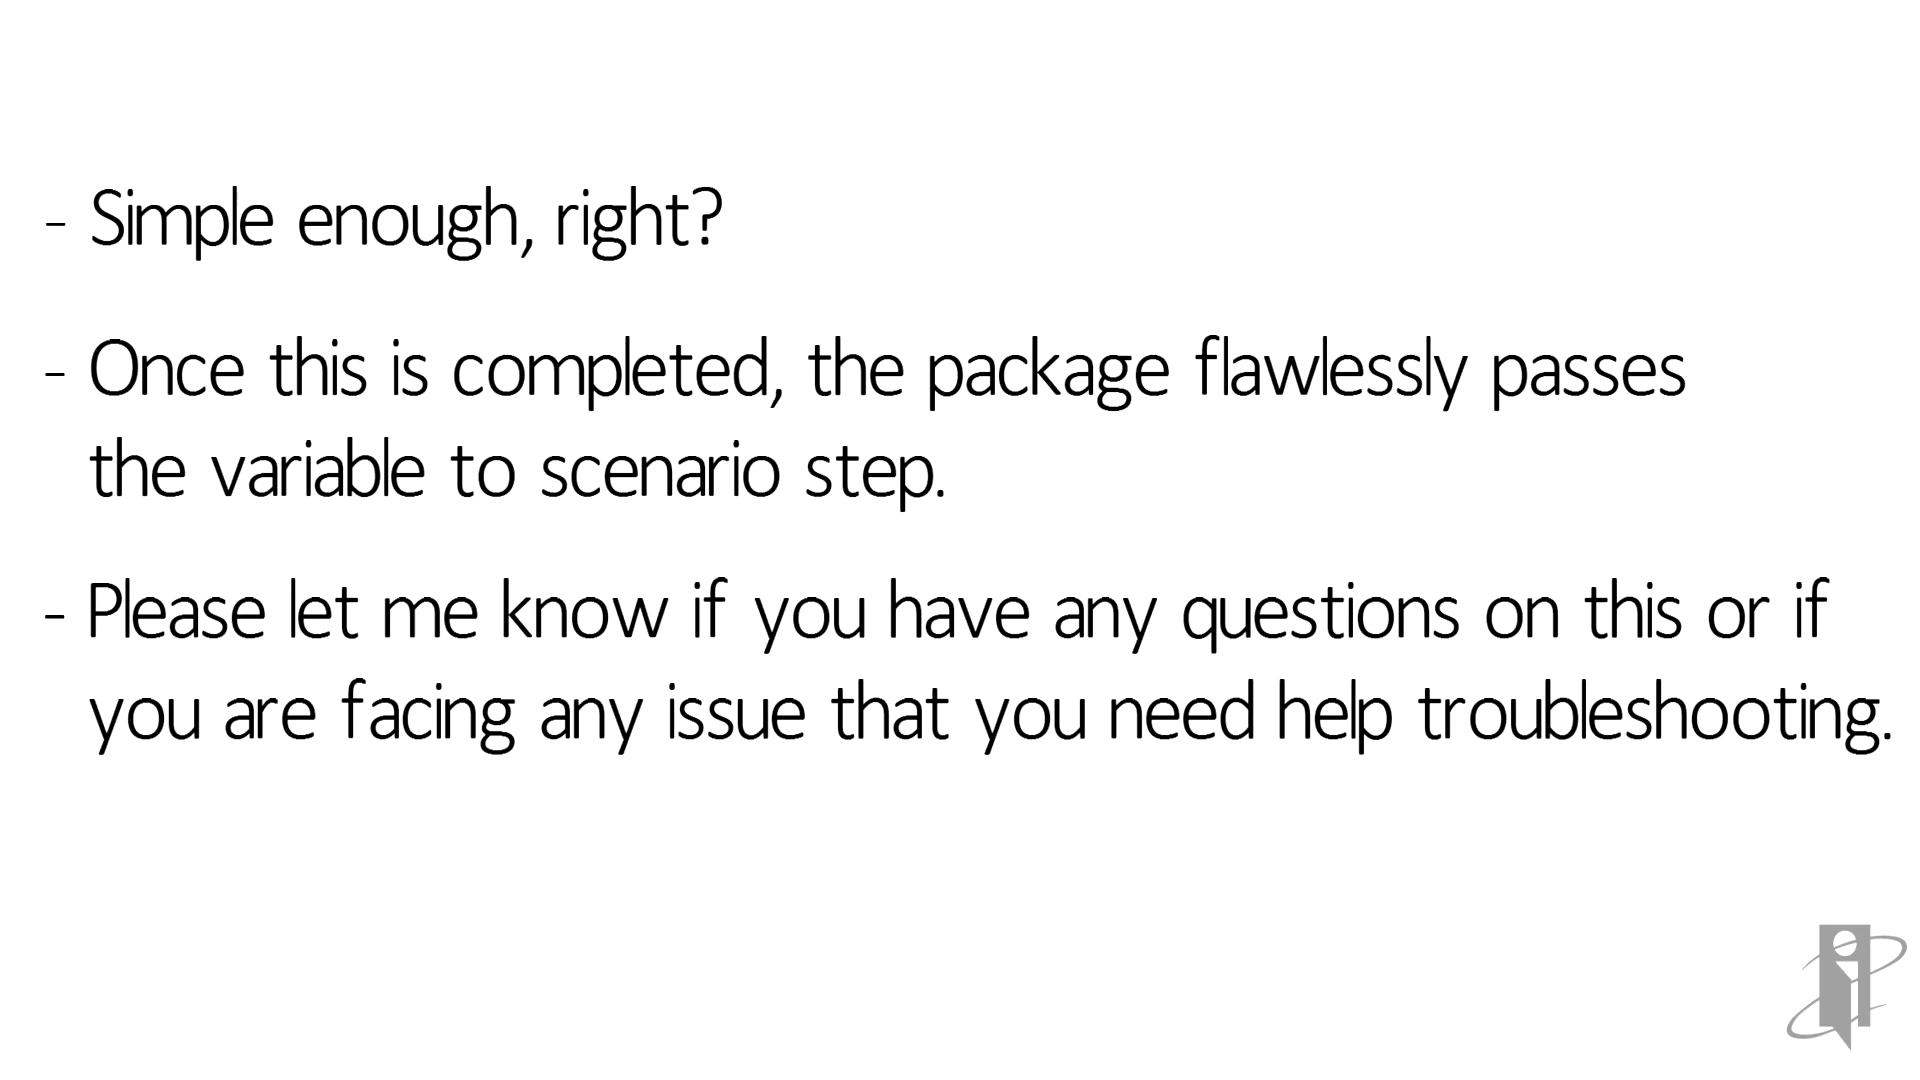 - Simple enough, right?
- Once this is completed, the package flawlessly passes
the variable to scenario step.
- Please let me know if you have any questions on this or if
you are facing any issue that you need help troubleshooting.